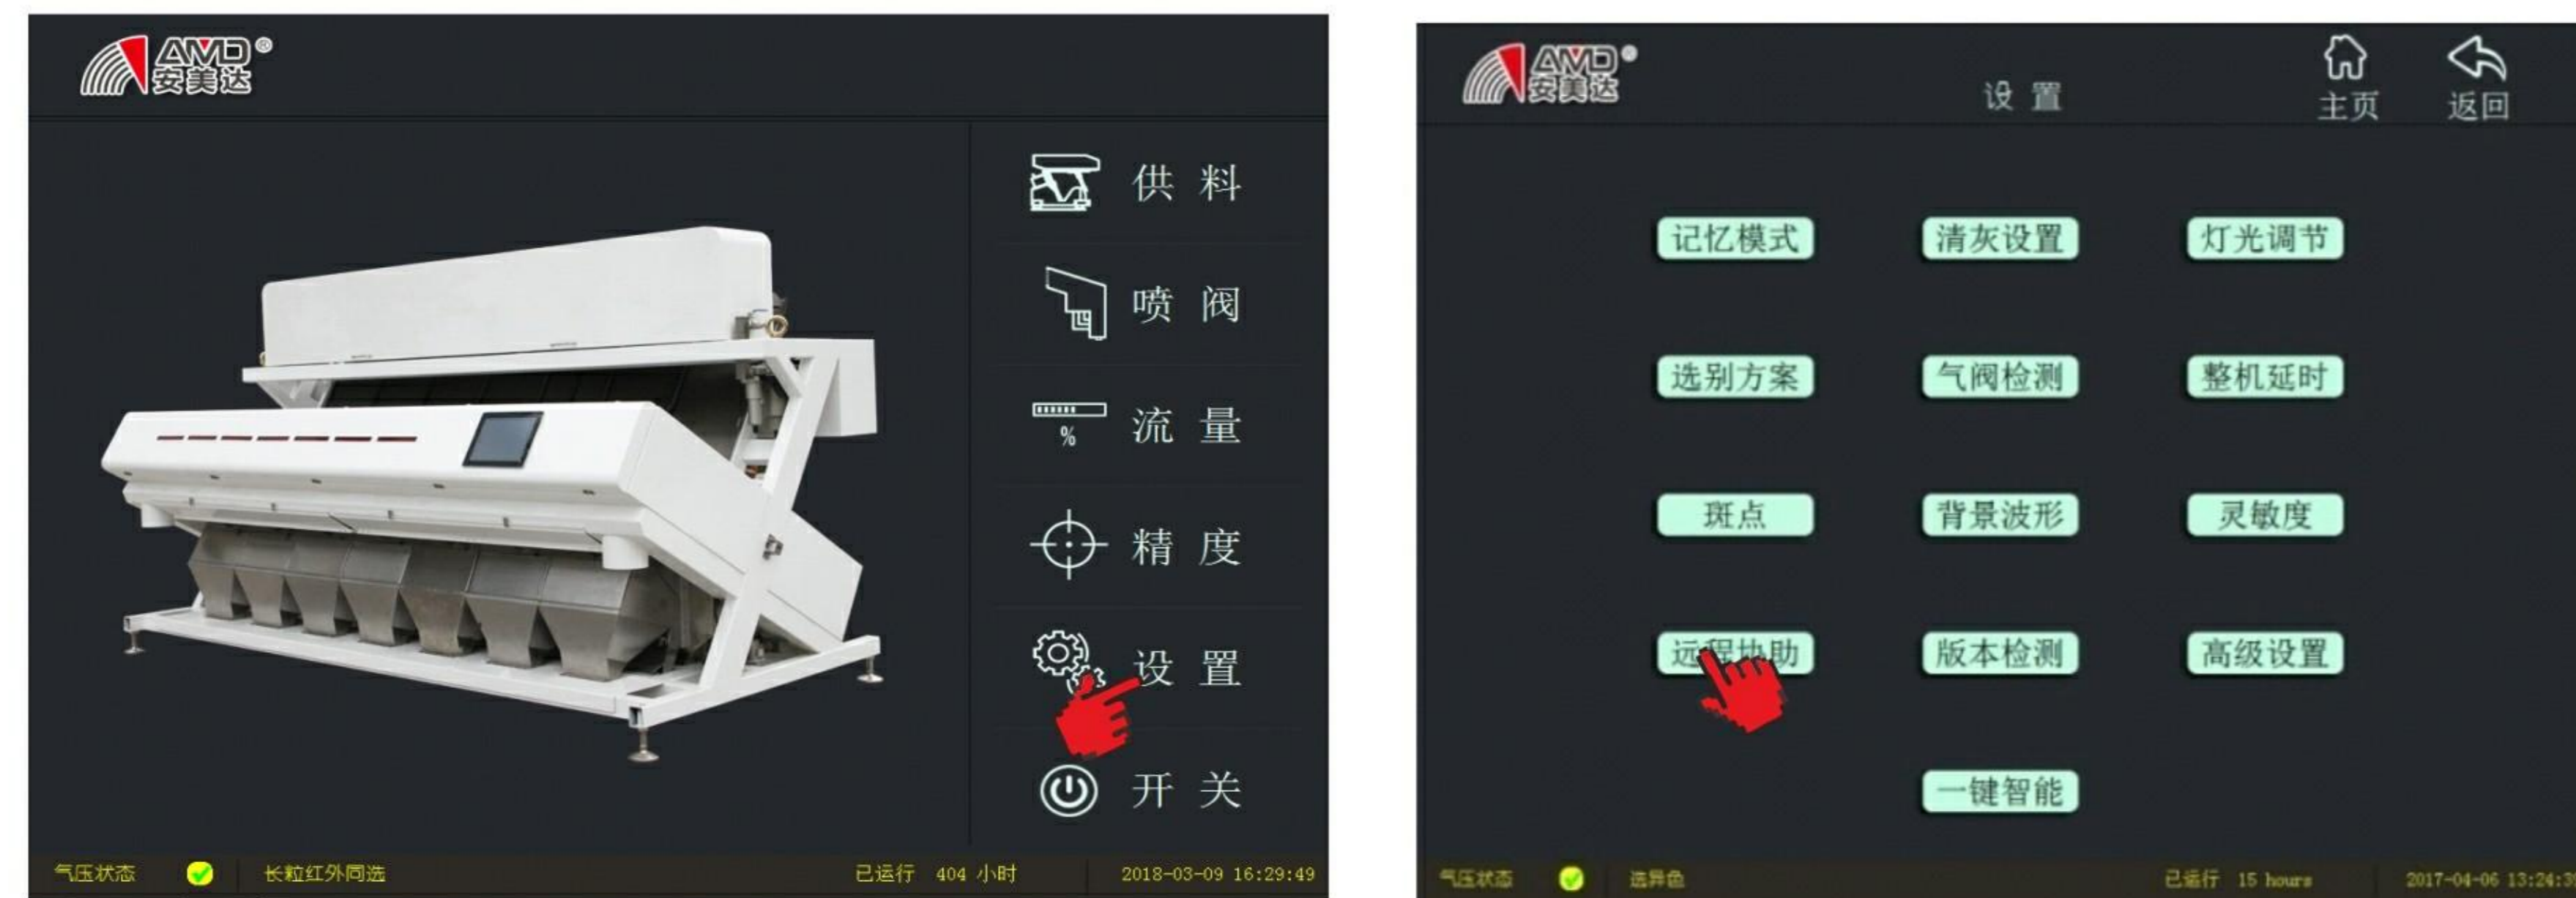 AMD®
安美达
供料
喷阀
流量
%
精度
设置
开关
气压状态 长粒红外同选 已运行 404 小时 2018-03-09 16:29:49
AMD®
安美达
设置
主页 返回
记忆模式 清灰设置 灯光调节
选别方案 气阀检测 整机延时
斑点 背景波形 灵敏度
远程协助 版本检测 高级设置
一键智能
气压状态 选异色 已运行 15 hours 2017-04-06 13:24:39